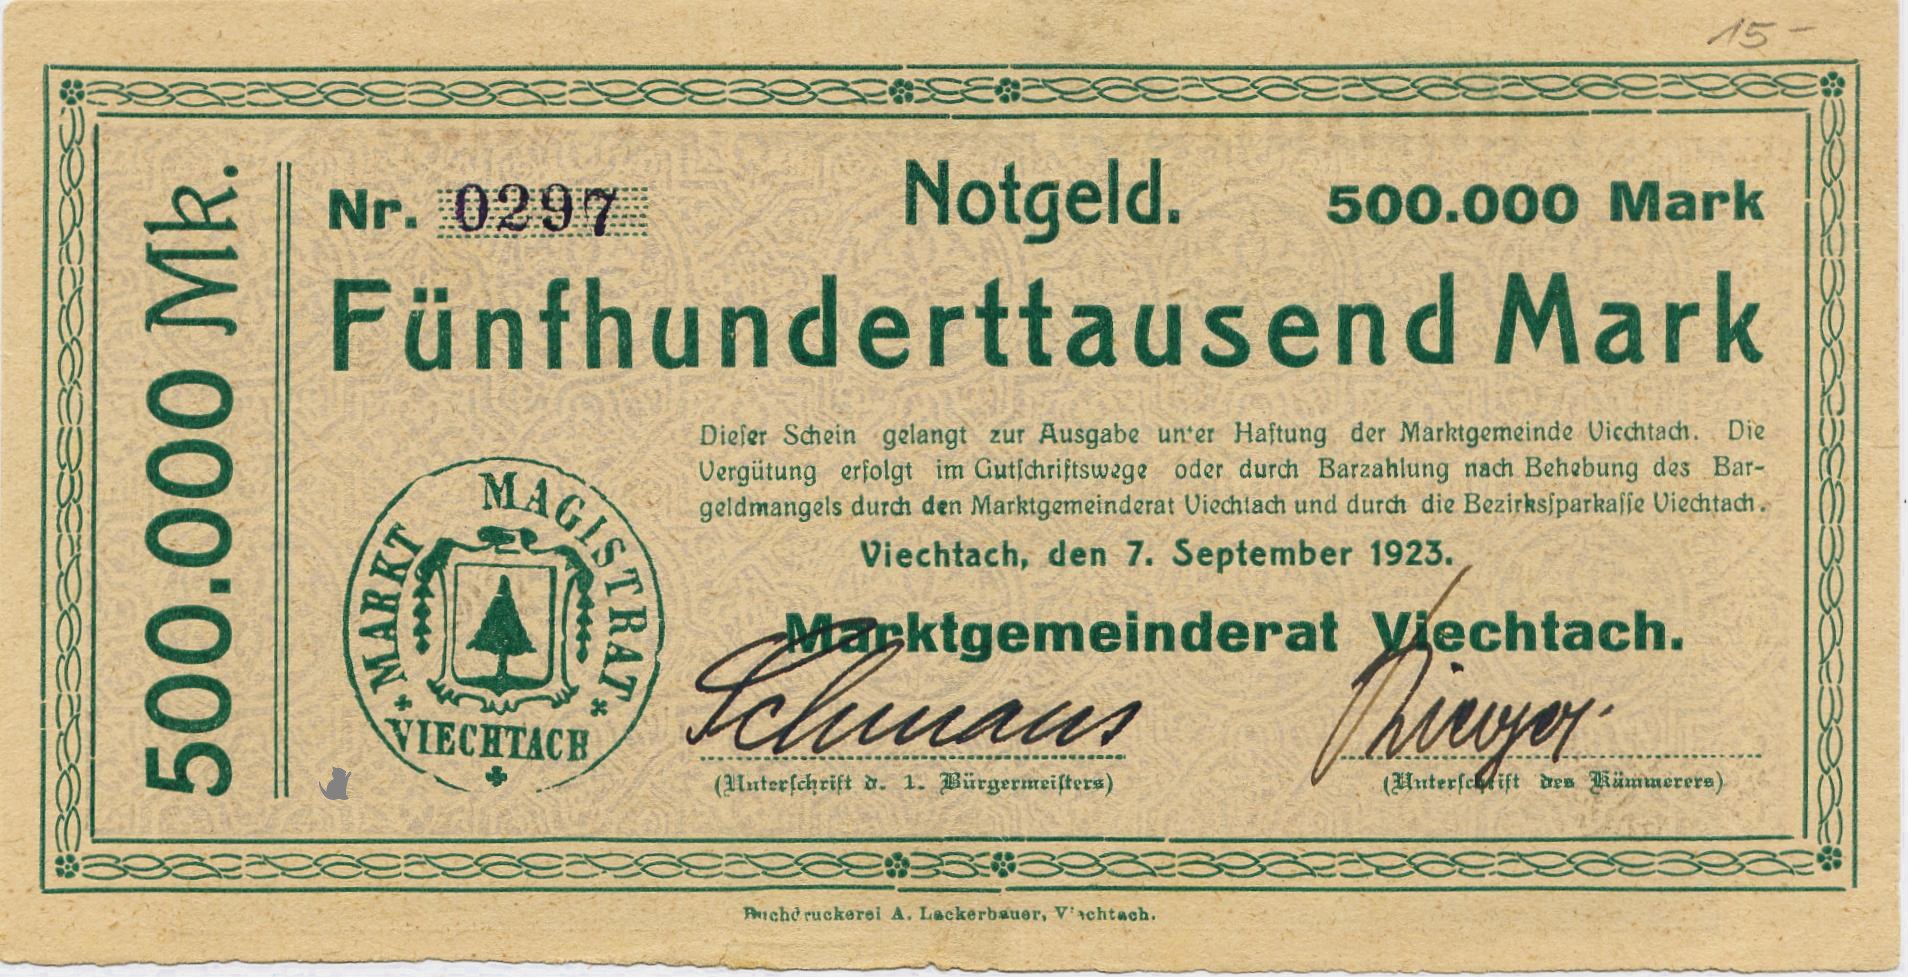 15-
500.000 Mk.
Nr. 0297
Notgeld.
500.000 Mark
Fünfhunderttausend Mark
Dieſer Schein gelangt zur Ausgabe unter Haftung der Marktgemeinde Viechtach. Die
Vergütung erfolgt im Gutſchriftswege oder durch Barzahlung nach Behebung des Bar-
geldmangels durch den Marktgemeinderat Viechtach und durch die Bezirksſparkaſſe Viechtach.
Viechtach, den 7. September 1923.
Marktgemeinderat Viechtach.
MARKT MAGISTRAT
VIECHTACH
Schmaus
Rieger
(Unterſchrift d. 1. Bürgermeiſters)
(Unterſchrift des Kämmerers)
Buchdruckerei A. Lackerbauer, Viechtach.